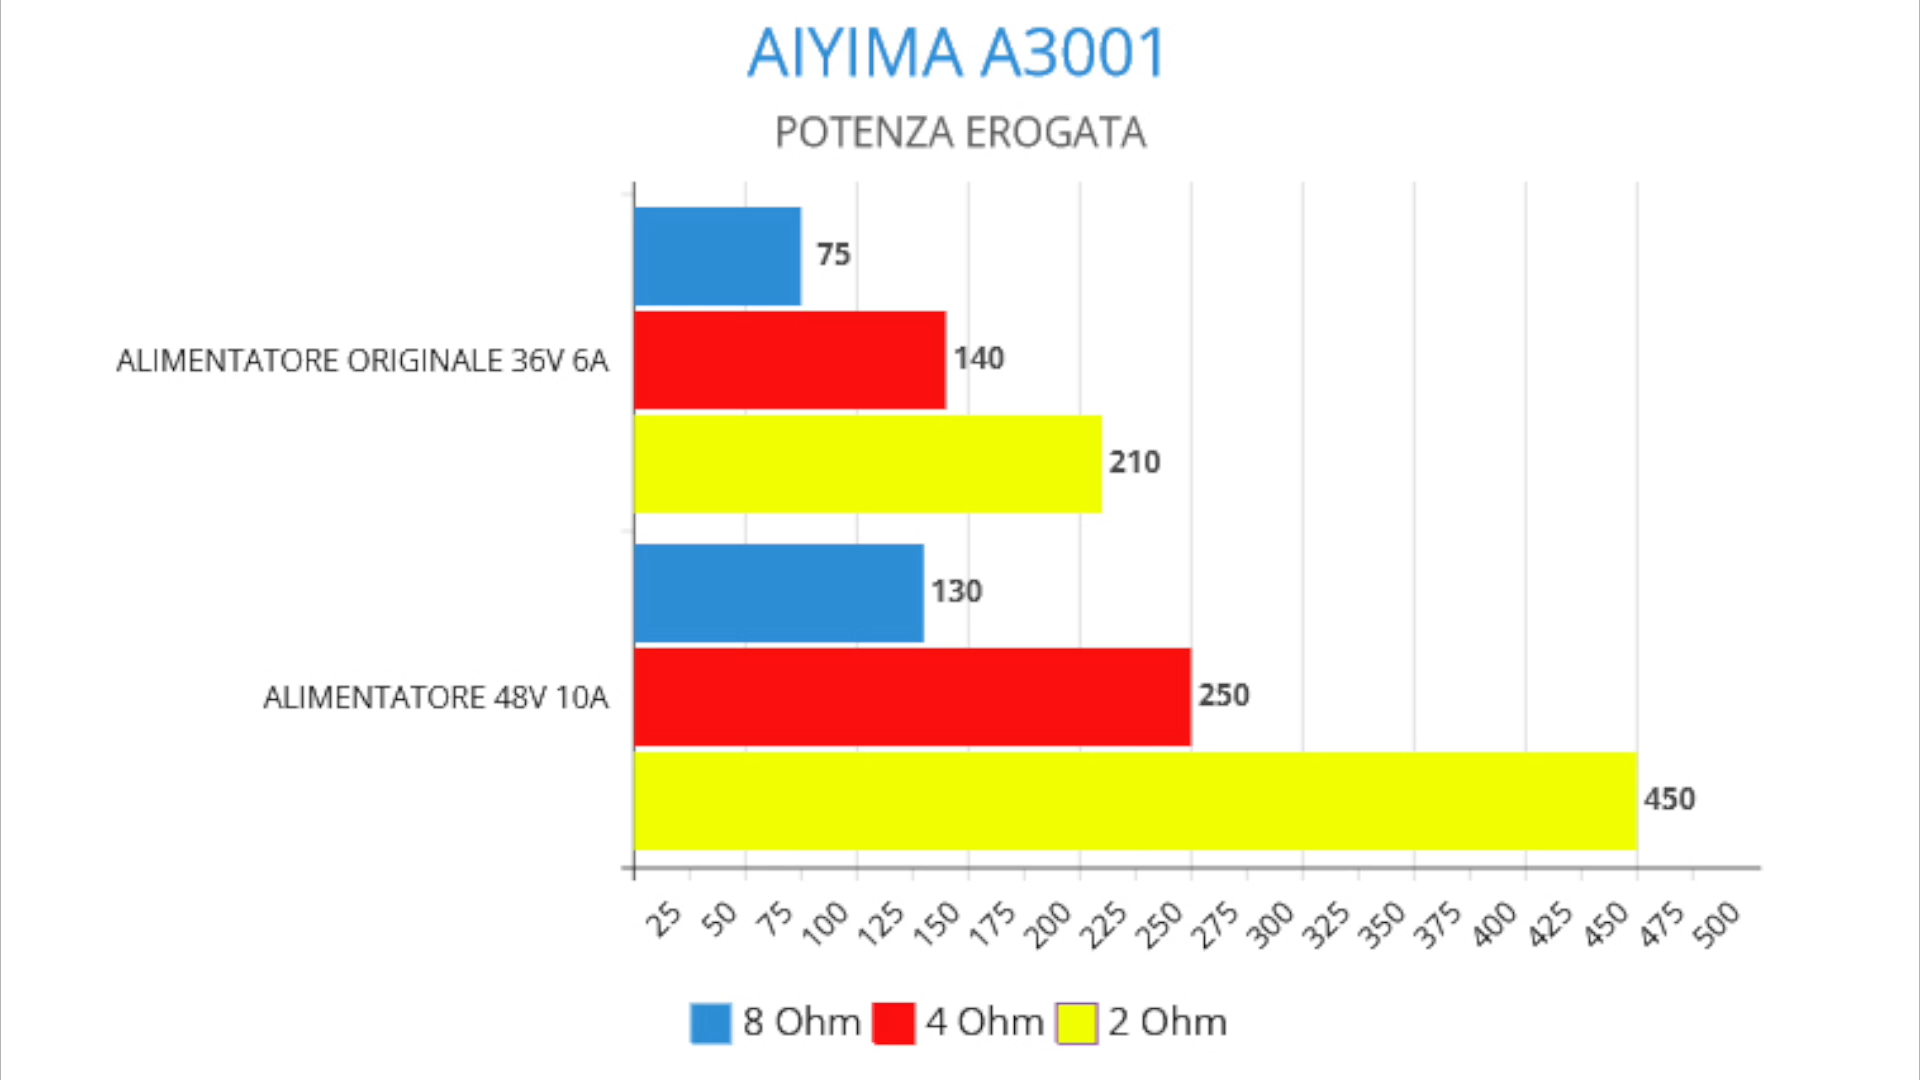 AIYIMA A3001
POTENZA EROGATA
75
ALIMENTATORE ORIGINALE 36V 6A
140
210
130
ALIMENTATORE 48V 10A
250
450
25 50 75 100 125 150 175 200 225 250 275 300 325 350 375 400 425 450 475 500
8 Ohm 4 Ohm 2 Ohm